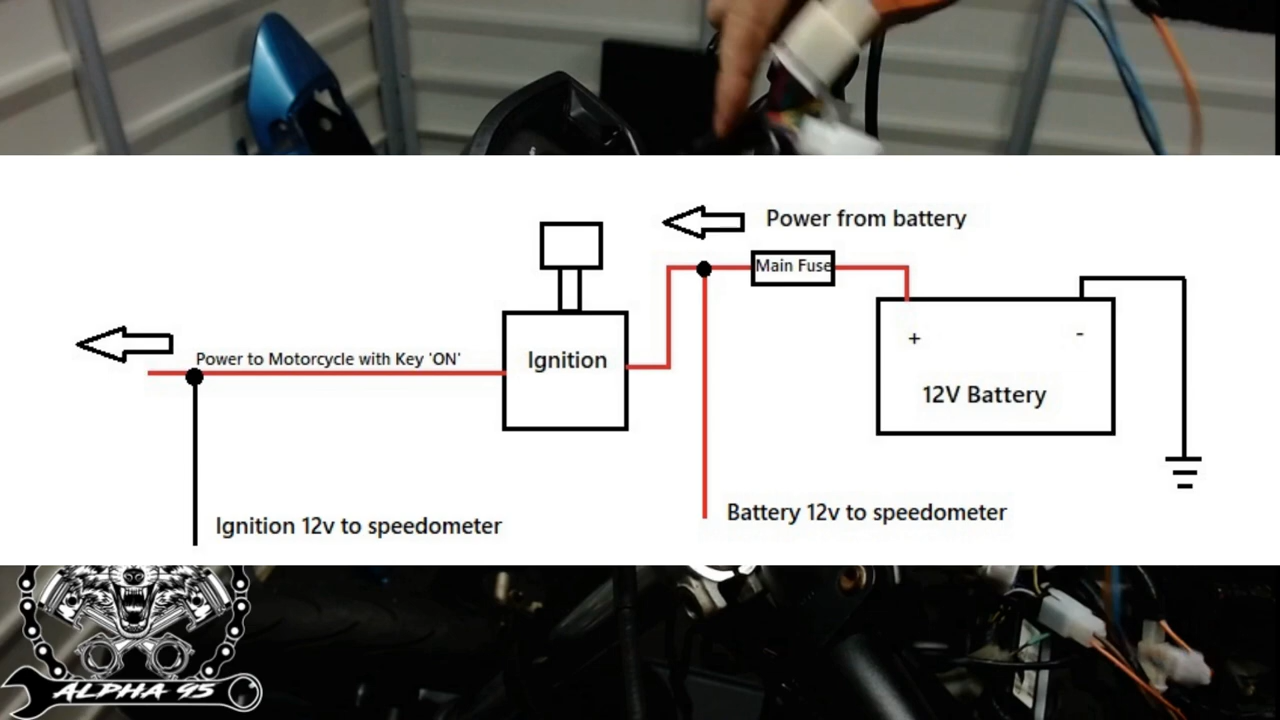 Power from battery
Main Fuse
Power to Motorcycle with Key 'ON'
Ignition
+
-
12V Battery
Battery 12v to speedometer
Ignition 12v to speedometer
ALPHA 95